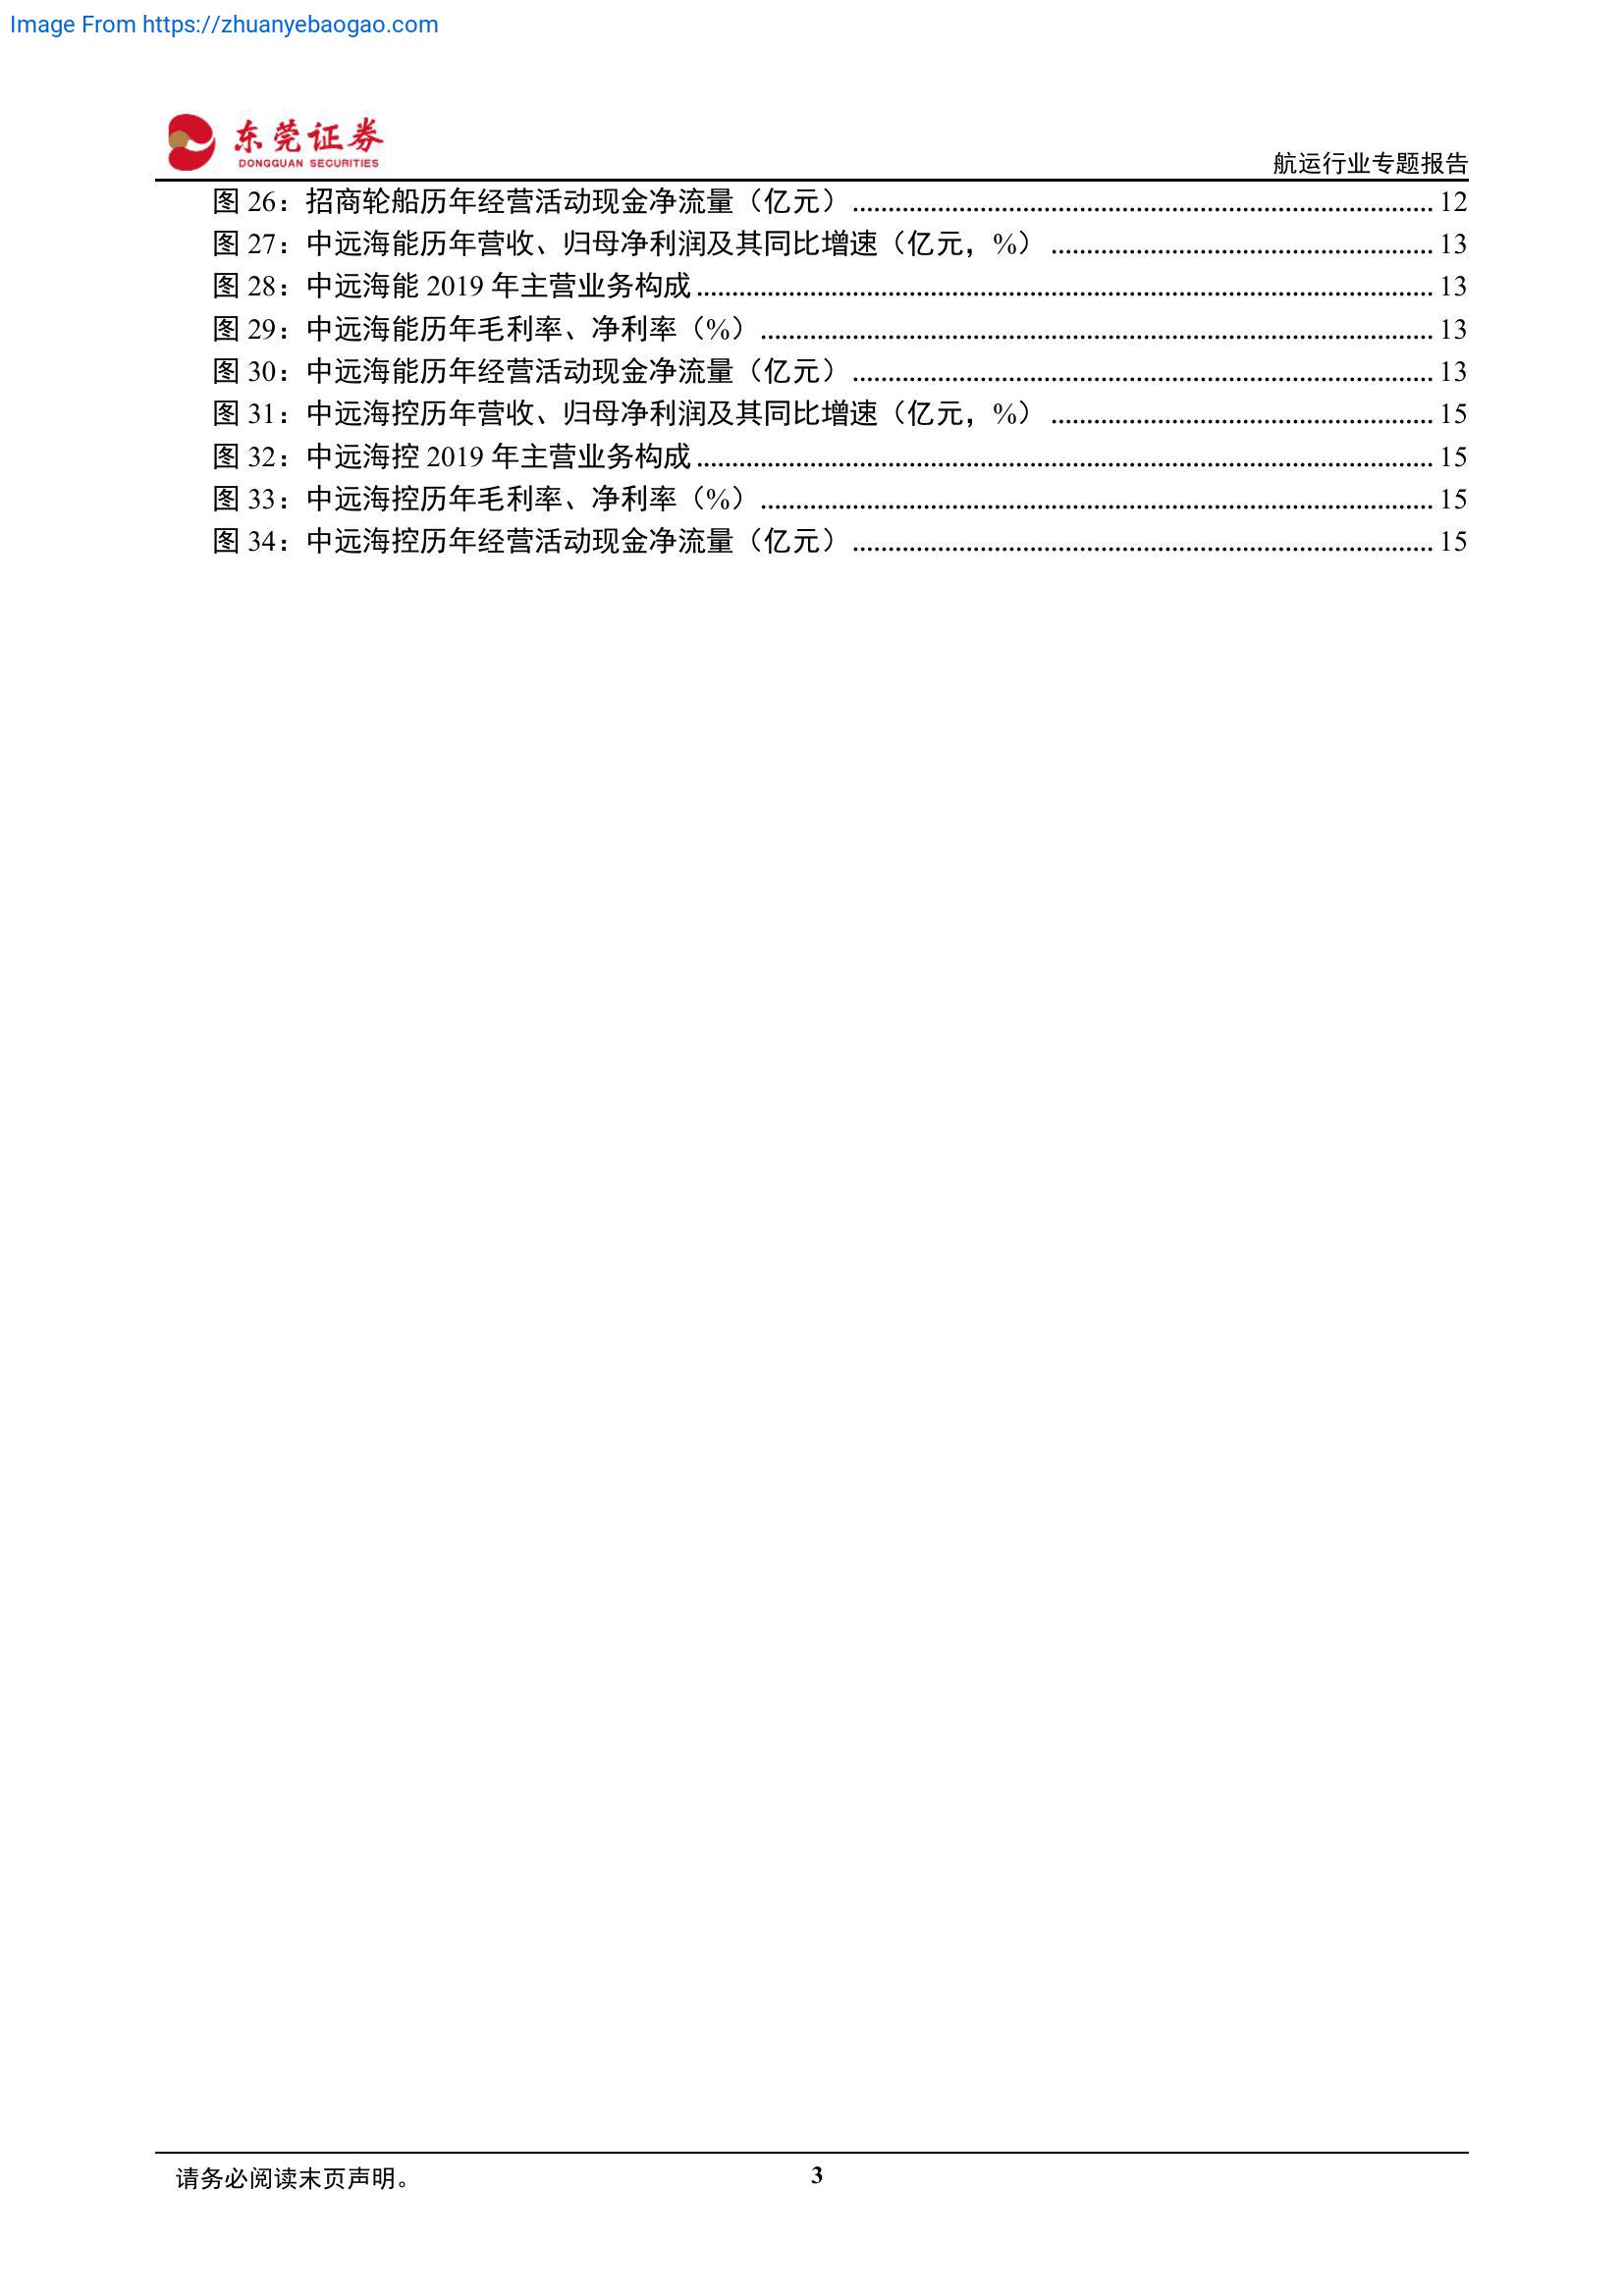 Image From https://zhuanyebaogao.com
东莞证券
DONGGUAN SECURITIES
航运行业专题报告
图 26：招商轮船历年经营活动现金净流量（亿元）................................................................................12
图 27：中远海能历年营收、归母净利润及其同比增速（亿元，%）.....................................................13
图 28：中远海能 2019 年主营业务构成......................................................................................................13
图 29：中远海能历年毛利率、净利率（%）.............................................................................................13
图 30：中远海能历年经营活动现金净流量（亿元）................................................................................13
图 31：中远海控历年营收、归母净利润及其同比增速（亿元，%）.....................................................15
图 32：中远海控 2019 年主营业务构成......................................................................................................15
图 33：中远海控历年毛利率、净利率（%）.............................................................................................15
图 34：中远海控历年经营活动现金净流量（亿元）................................................................................15
请务必阅读末页声明。
3